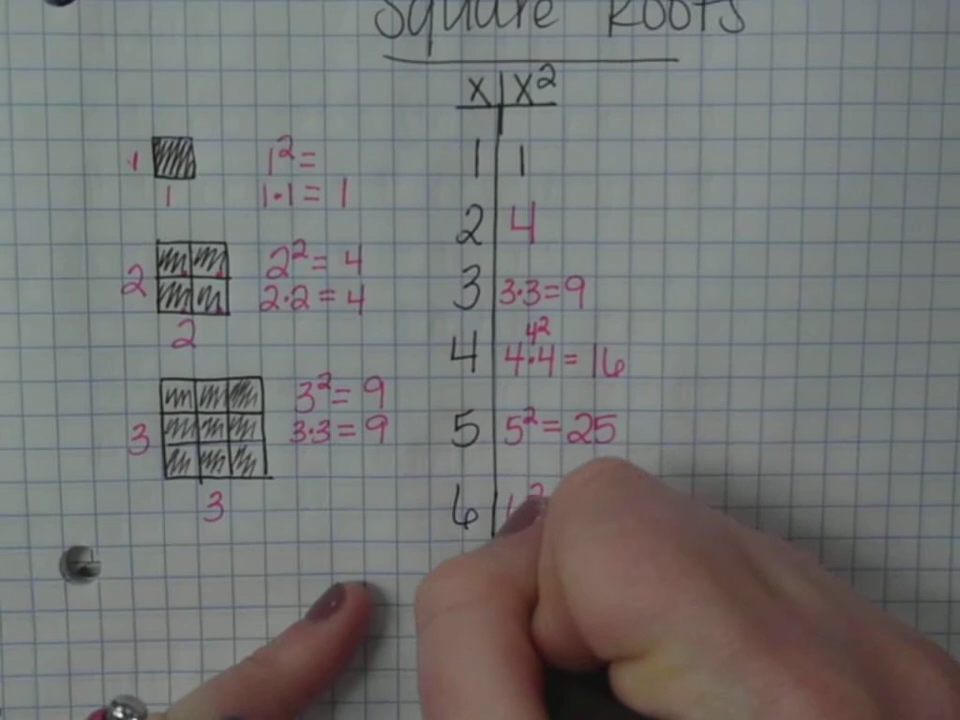 Square Roots
x x²
1 1
1 1² =
1 1·1 = 1
2 4
2 2² = 4
2·2 = 4
2
3 3·3=9
4 4²
4·4 = 16
3 3² = 9
3·3 = 9
3
5 5² = 25
6